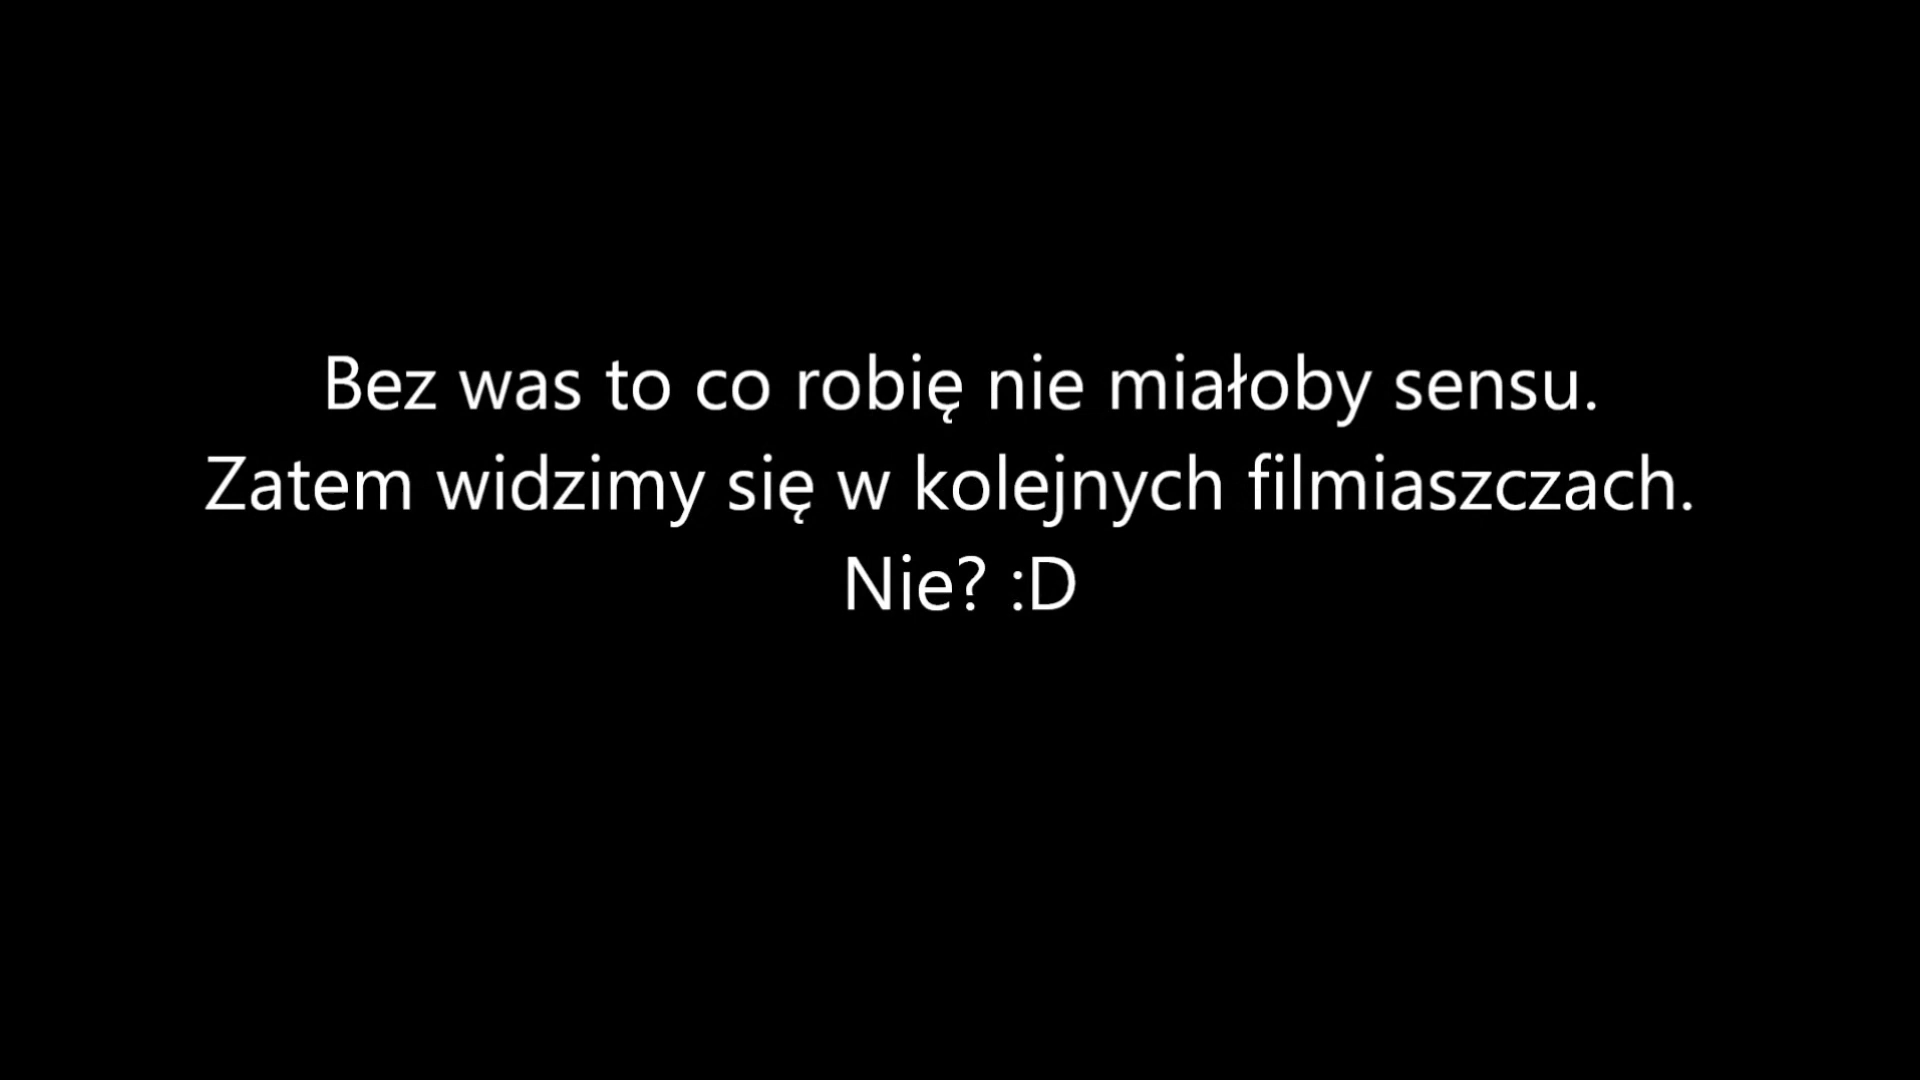 Bez was to co robię nie miałoby sensu.
Zatem widzimy się w kolejnych filmiaszczach.
Nie? :D